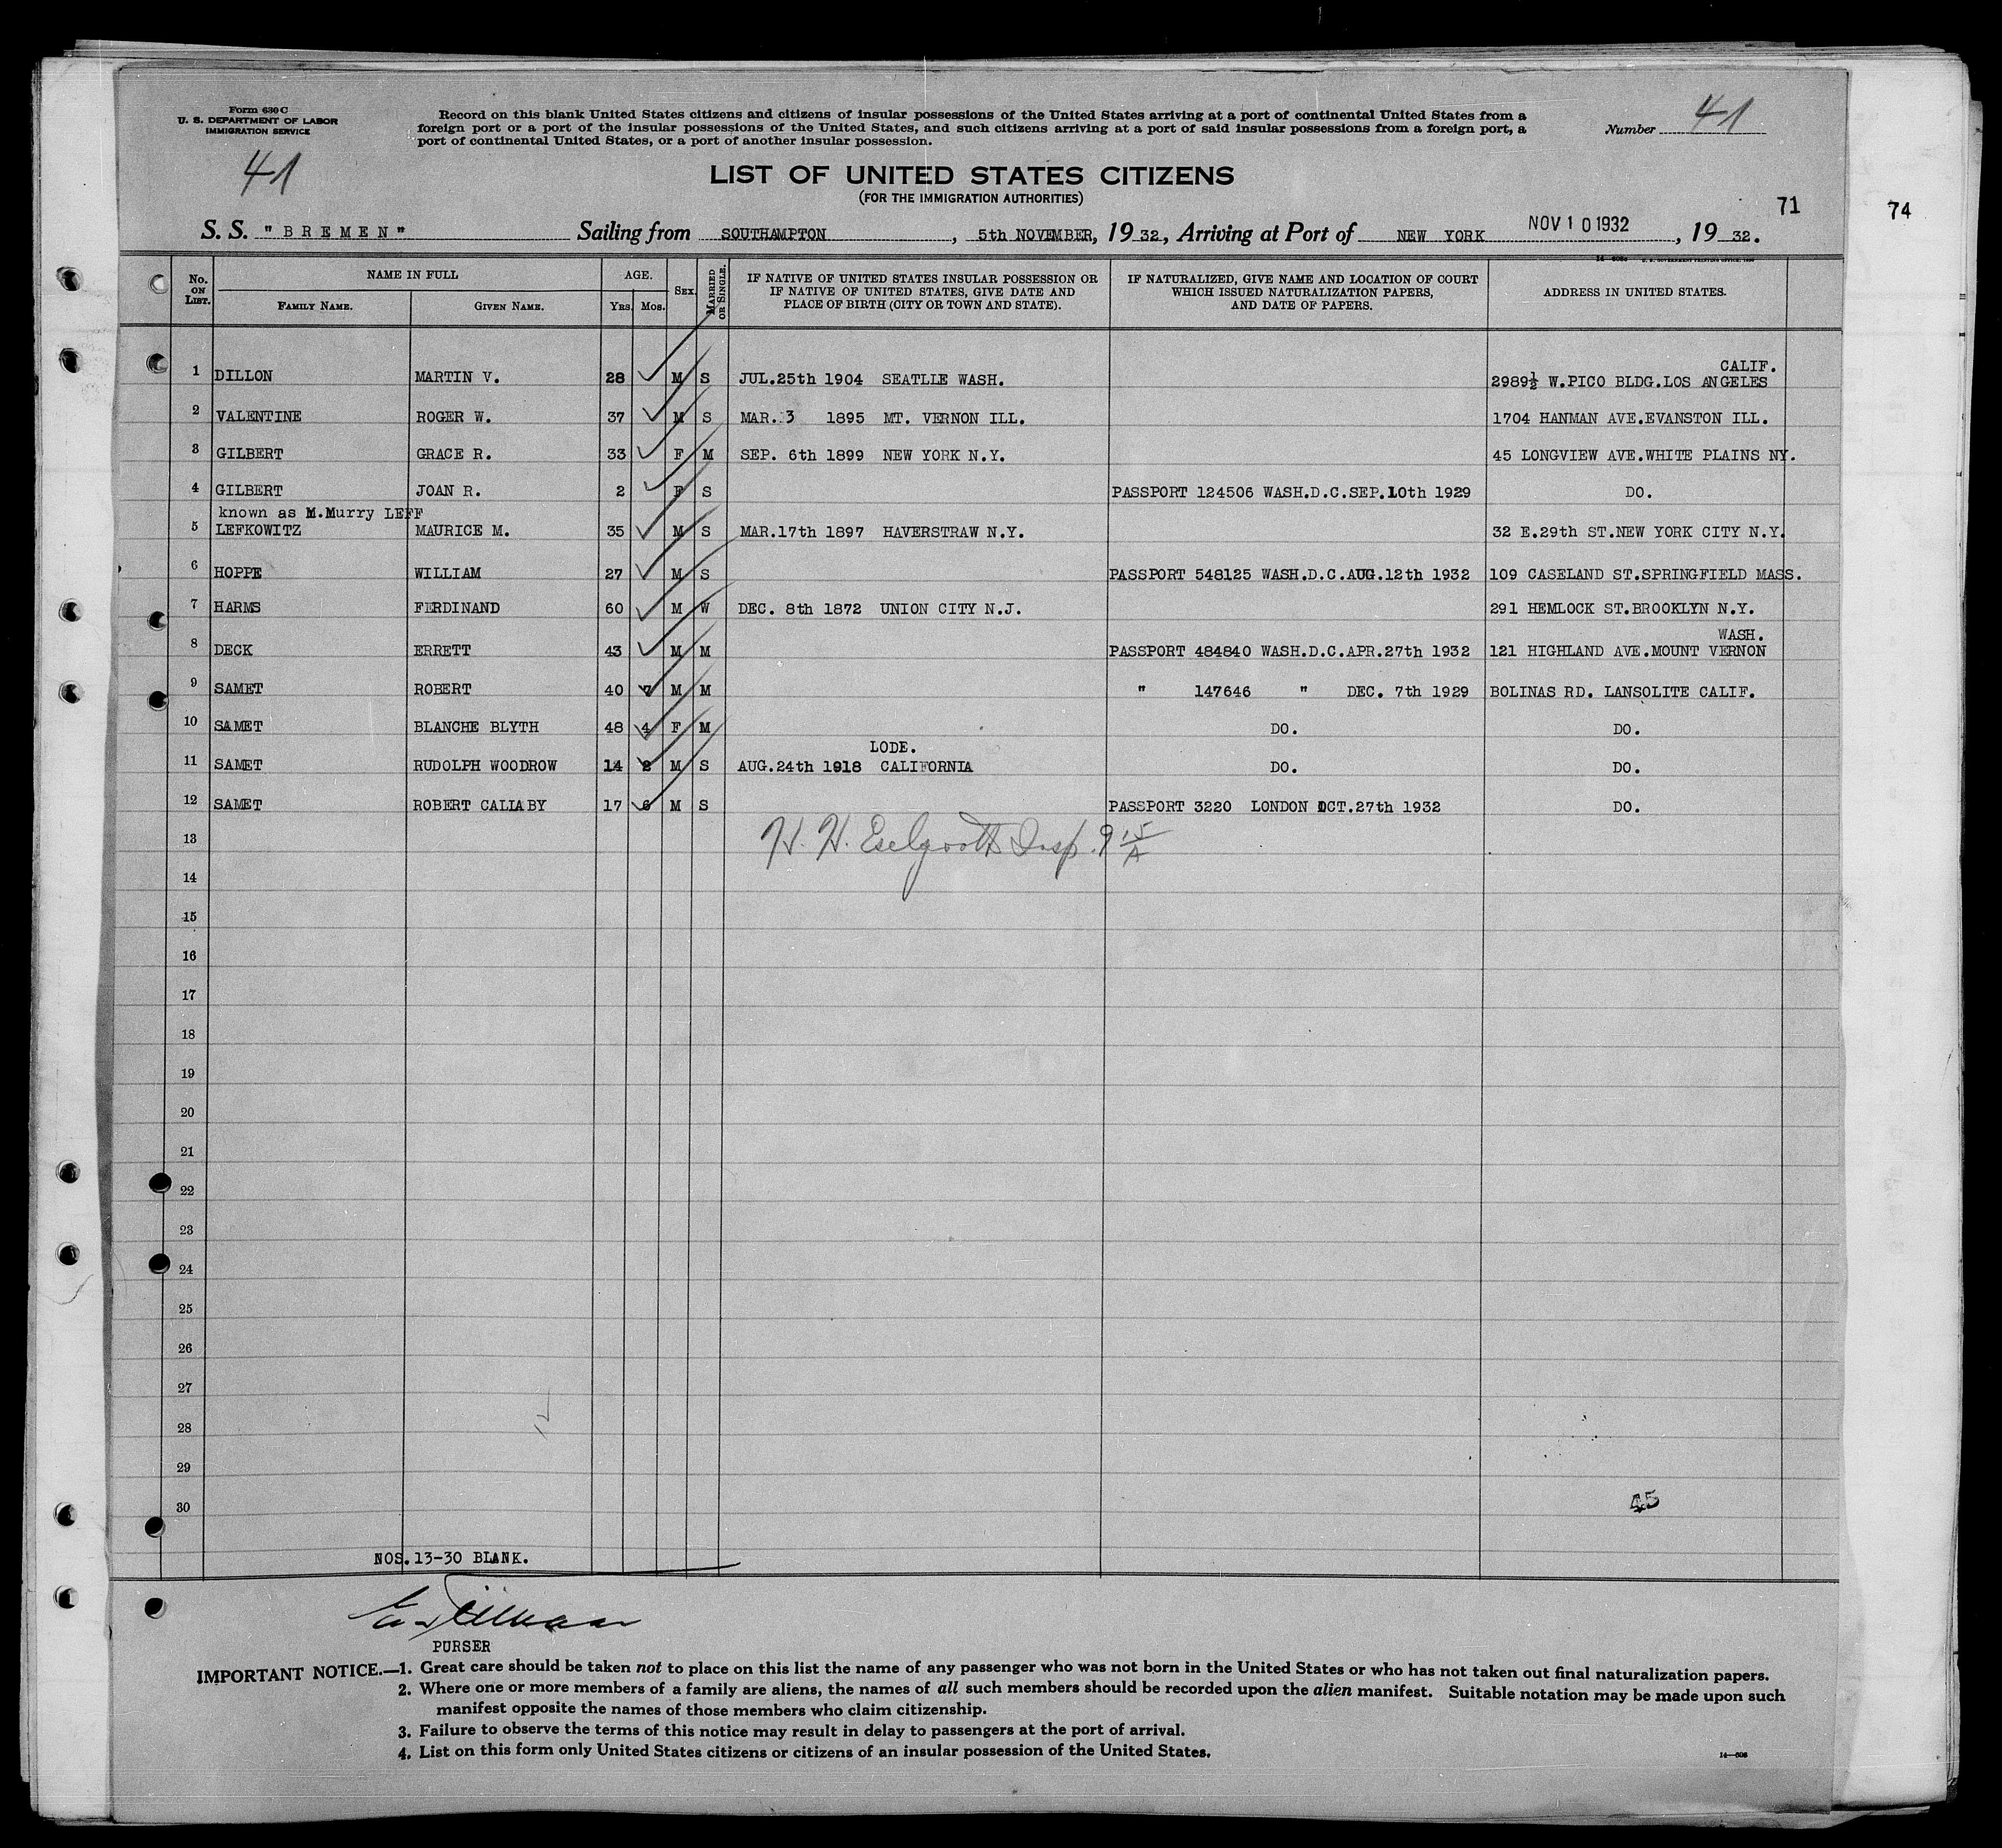 Form 630 C
U. S. DEPARTMENT OF LABOR
IMMIGRATION SERVICE
Record on this blank United States citizens and citizens of insular possessions of the United States arriving at a port of continental United States from a
foreign port or a port of the insular possessions of the United States, and such citizens arriving at a port of said insular possessions from a foreign port, a
port of continental United States, or a port of another insular possession.
Number 41
41
LIST OF UNITED STATES CITIZENS
(FOR THE IMMIGRATION AUTHORITIES)
71
74
S. S. "BREMEN" Sailing from SOUTHAMPTON, 5th NOVEMBER, 19 32, Arriving at Port of NEW YORK NOV 10 1932, 19 32.
No. ON LIST.
NAME IN FULL
FAMILY NAME.
GIVEN NAME.
AGE.
YRS. MOS.
SEX.
MARRIED OR SINGLE.
IF NATIVE OF UNITED STATES INSULAR POSSESSION OR
IF NATIVE OF UNITED STATES, GIVE DATE AND
PLACE OF BIRTH (CITY OR TOWN AND STATE).
IF NATURALIZED, GIVE NAME AND LOCATION OF COURT
WHICH ISSUED NATURALIZATION PAPERS,
AND DATE OF PAPERS.
ADDRESS IN UNITED STATES.
CALIF.
1 DILLON MARTIN V. 28 M S JUL.25th 1904 SEATLLE WASH. 2989½ W.PICO BLDG.LOS ANGELES
2 VALENTINE ROGER W. 37 M S MAR. 3 1895 MT. VERNON ILL. 1704 HANMAN AVE.EVANSTON ILL.
3 GILBERT GRACE R. 33 F M SEP. 6th 1899 NEW YORK N.Y. 45 LONGVIEW AVE.WHITE PLAINS NY.
4 GILBERT JOAN R. 2 F S PASSPORT 124506 WASH.D.C.SEP.10th 1929 DO.
known as M.Murry LEFF
5 LEFKOWITZ MAURICE M. 35 M S MAR.17th 1897 HAVERSTRAW N.Y. 32 E.29th ST.NEW YORK CITY N.Y.
6 HOPPE WILLIAM 27 M S PASSPORT 548125 WASH.D.C.AUG.12th 1932 109 CASELAND ST.SPRINGFIELD MASS.
7 HARMS FERDINAND 60 M W DEC. 8th 1872 UNION CITY N.J. 291 HEMLOCK ST.BROOKLYN N.Y.
WASH.
8 DECK ERRETT 43 M M PASSPORT 484840 WASH.D.C.APR.27th 1932 121 HIGHLAND AVE.MOUNT VERNON
9 SAMET ROBERT 40 7 M M " 147646 " DEC. 7th 1929 BOLINAS RD. LANSOLITE CALIF.
10 SAMET BLANCHE BLYTH 48 4 F M DO. DO.
LODE.
11 SAMET RUDOLPH WOODROW 14 2 M S AUG.24th 1918 CALIFORNIA DO. DO.
12 SAMET ROBERT CALIABY 17 6 M S PASSPORT 3220 LONDON OCT.27th 1932 DO.
13 H. H. Insp. 9 15/A
14
15
16
17
18
19
20
21
22
23
24
25
26
27
28
29
30
45
NOS.13-30 BLANK.
PURSER
IMPORTANT NOTICE.—1. Great care should be taken not to place on this list the name of any passenger who was not born in the United States or who has not taken out final naturalization papers.
2. Where one or more members of a family are aliens, the names of all such members should be recorded upon the alien manifest. Suitable notation may be made upon such
manifest opposite the names of those members who claim citizenship.
3. Failure to observe the terms of this notice may result in delay to passengers at the port of arrival.
4. List on this form only United States citizens or citizens of an insular possession of the United States.
14—608